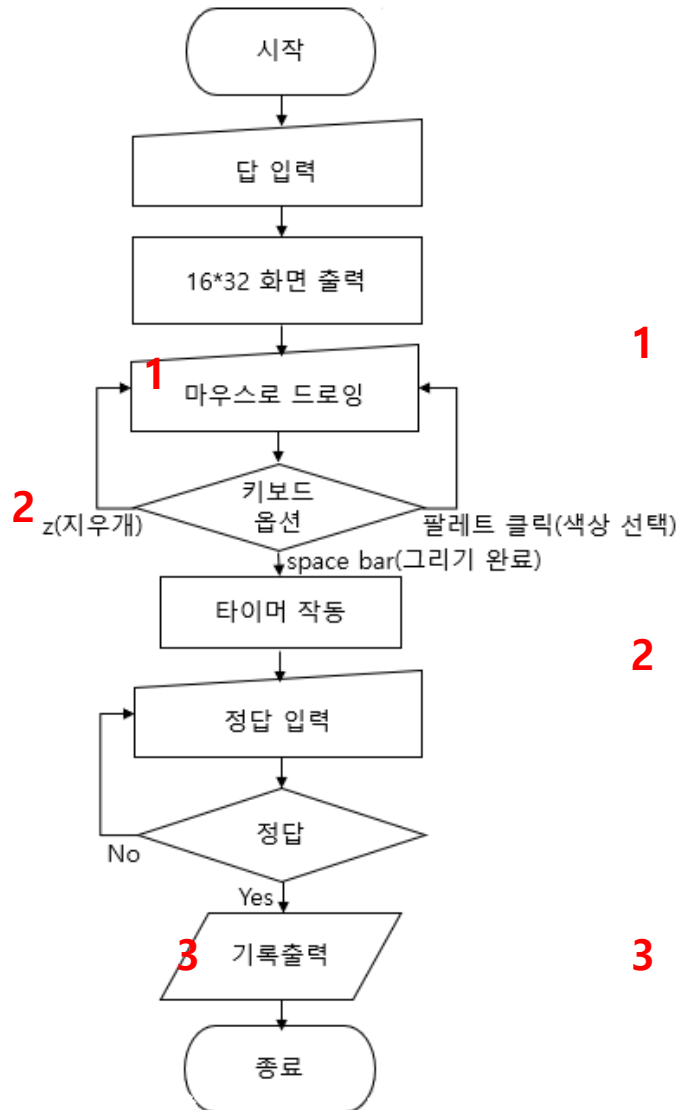 시작
답 입력
16*32 화면 출력
1
1
마우스로 드로잉
키보드
옵션
2
z(지우개)
팔레트 클릭(색상 선택)
space bar(그리기 완료)
타이머 작동
2
정답 입력
정답
No
Yes
3
기록출력
3
종료